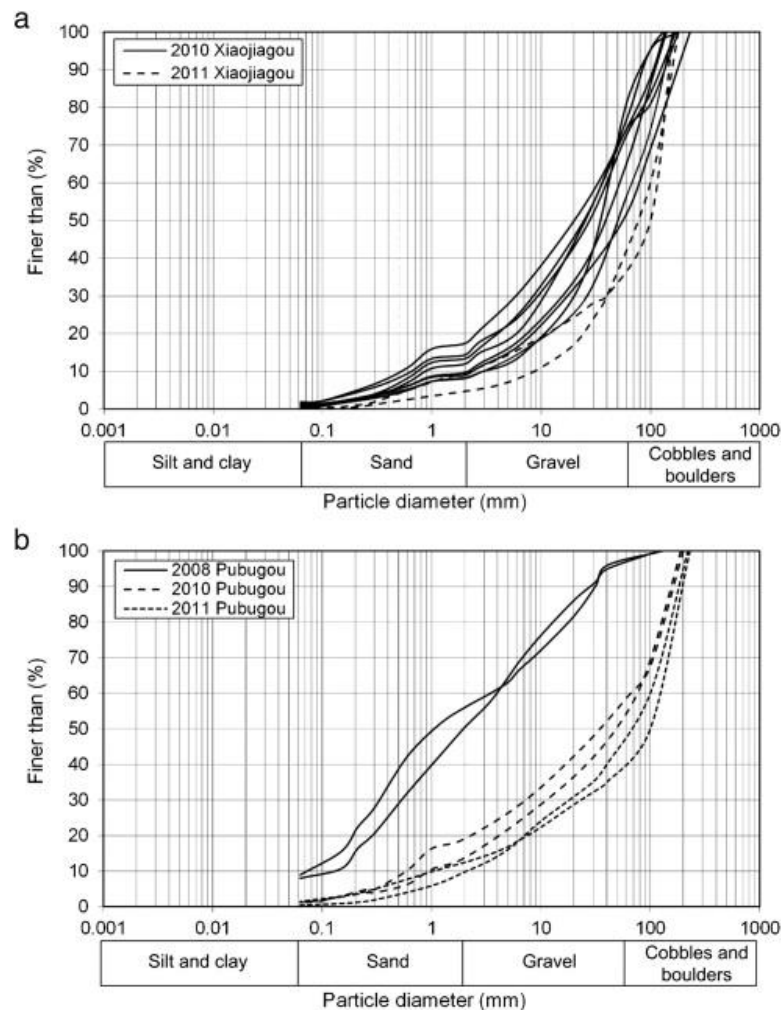 a
2010 Xiaojiagou
2011 Xiaojiagou
Finer than (%)
100
90
80
70
60
50
40
30
20
10
0
0.001 0.01 0.1 1 10 100 1000
Silt and clay Sand Gravel Cobbles and boulders
Particle diameter (mm)
b
2008 Pubugou
2010 Pubugou
2011 Pubugou
Finer than (%)
100
90
80
70
60
50
40
30
20
10
0
0.001 0.01 0.1 1 10 100 1000
Silt and clay Sand Gravel Cobbles and boulders
Particle diameter (mm)